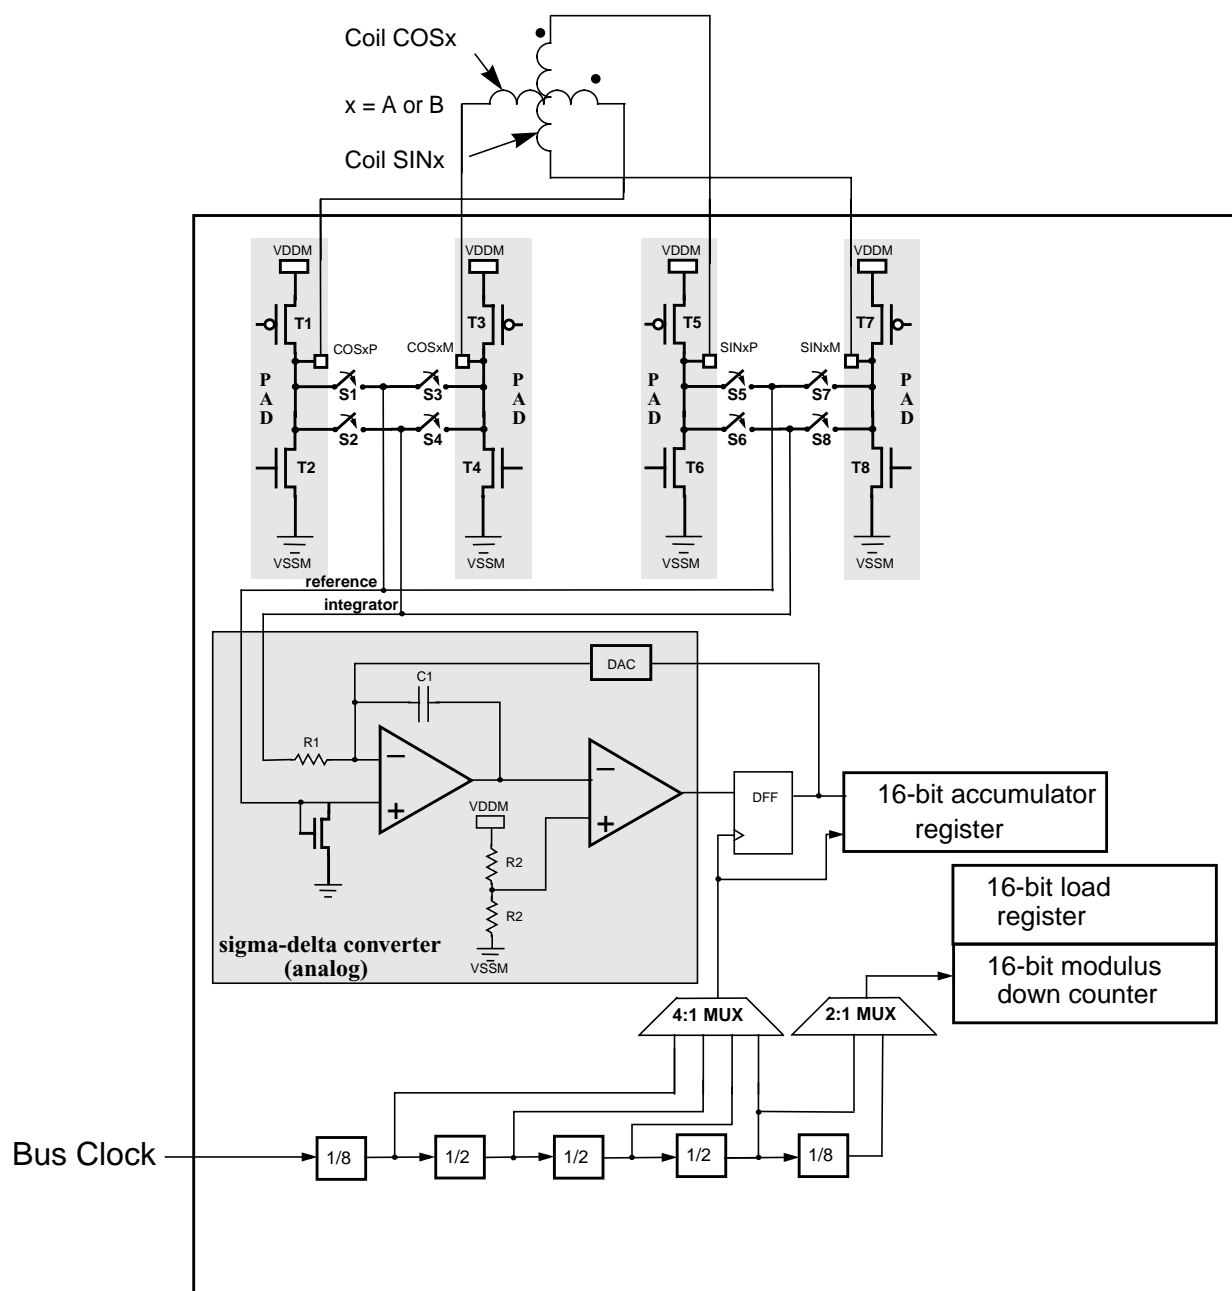 Coil COSx
x = A or B
Coil SINx
VDDM
VDDM
VDDM
VDDM
T1
T3
T5
T7
COSxP
COSxM
SINxP
SINxM
PAD
PAD
PAD
PAD
S1
S3
S5
S7
S2
S4
S6
S8
T2
T4
T6
T8
VSSM
VSSM
VSSM
VSSM
reference
integrator
DAC
C1
R1
VDDM
DFF
16-bit accumulator
register
R2
R2
VSSM
sigma-delta converter
(analog)
16-bit load
register
16-bit modulus
down counter
4:1 MUX
2:1 MUX
Bus Clock
1/8
1/2
1/2
1/2
1/8